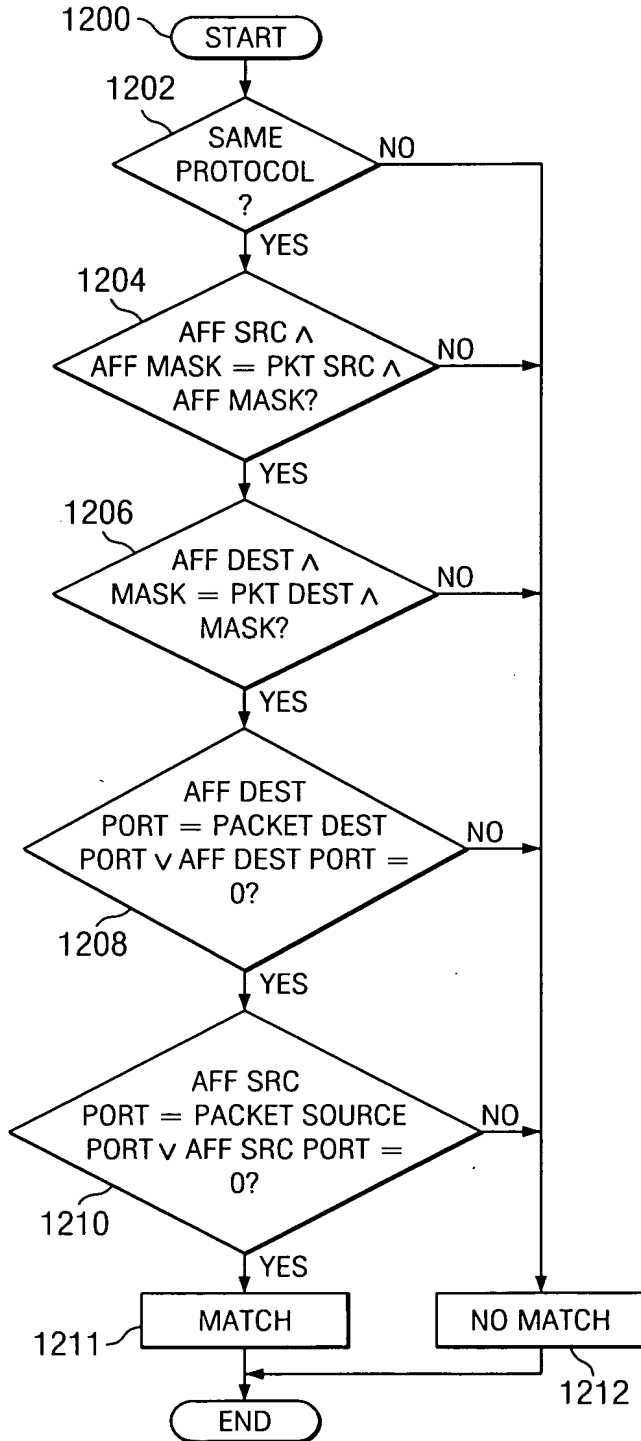 1200
START
1202
SAME
PROTOCOL
?
NO
YES
1204
AFF SRC ∧
AFF MASK = PKT SRC ∧
AFF MASK?
NO
YES
1206
AFF DEST ∧
MASK = PKT DEST ∧
MASK?
NO
YES
AFF DEST
PORT = PACKET DEST
PORT ∨ AFF DEST PORT =
0?
NO
1208
YES
AFF SRC
PORT = PACKET SOURCE
PORT ∨ AFF SRC PORT =
0?
NO
1210
YES
MATCH
NO MATCH
1211
1212
END